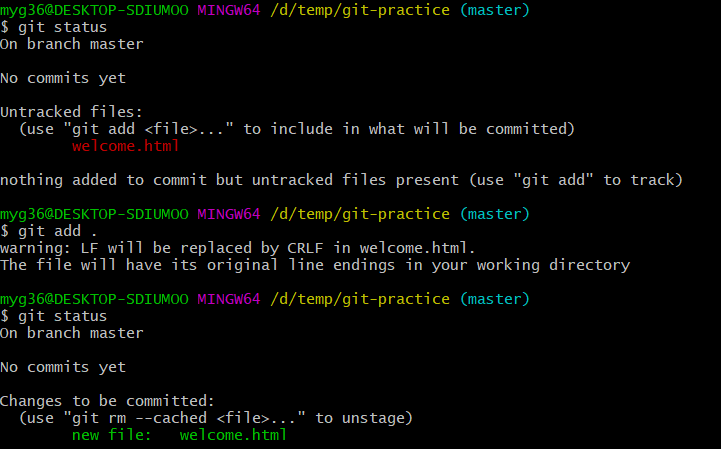 myg36@DESKTOP-SDIUMOO MINGW64 /d/temp/git-practice (master)
$ git status
On branch master
No commits yet
Untracked files:
  (use "git add <file>..." to include in what will be committed)
        welcome.html
nothing added to commit but untracked files present (use "git add" to track)
myg36@DESKTOP-SDIUMOO MINGW64 /d/temp/git-practice (master)
$ git add .
warning: LF will be replaced by CRLF in welcome.html.
The file will have its original line endings in your working directory
myg36@DESKTOP-SDIUMOO MINGW64 /d/temp/git-practice (master)
$ git status
On branch master
No commits yet
Changes to be committed:
  (use "git rm --cached <file>..." to unstage)
        new file:   welcome.html